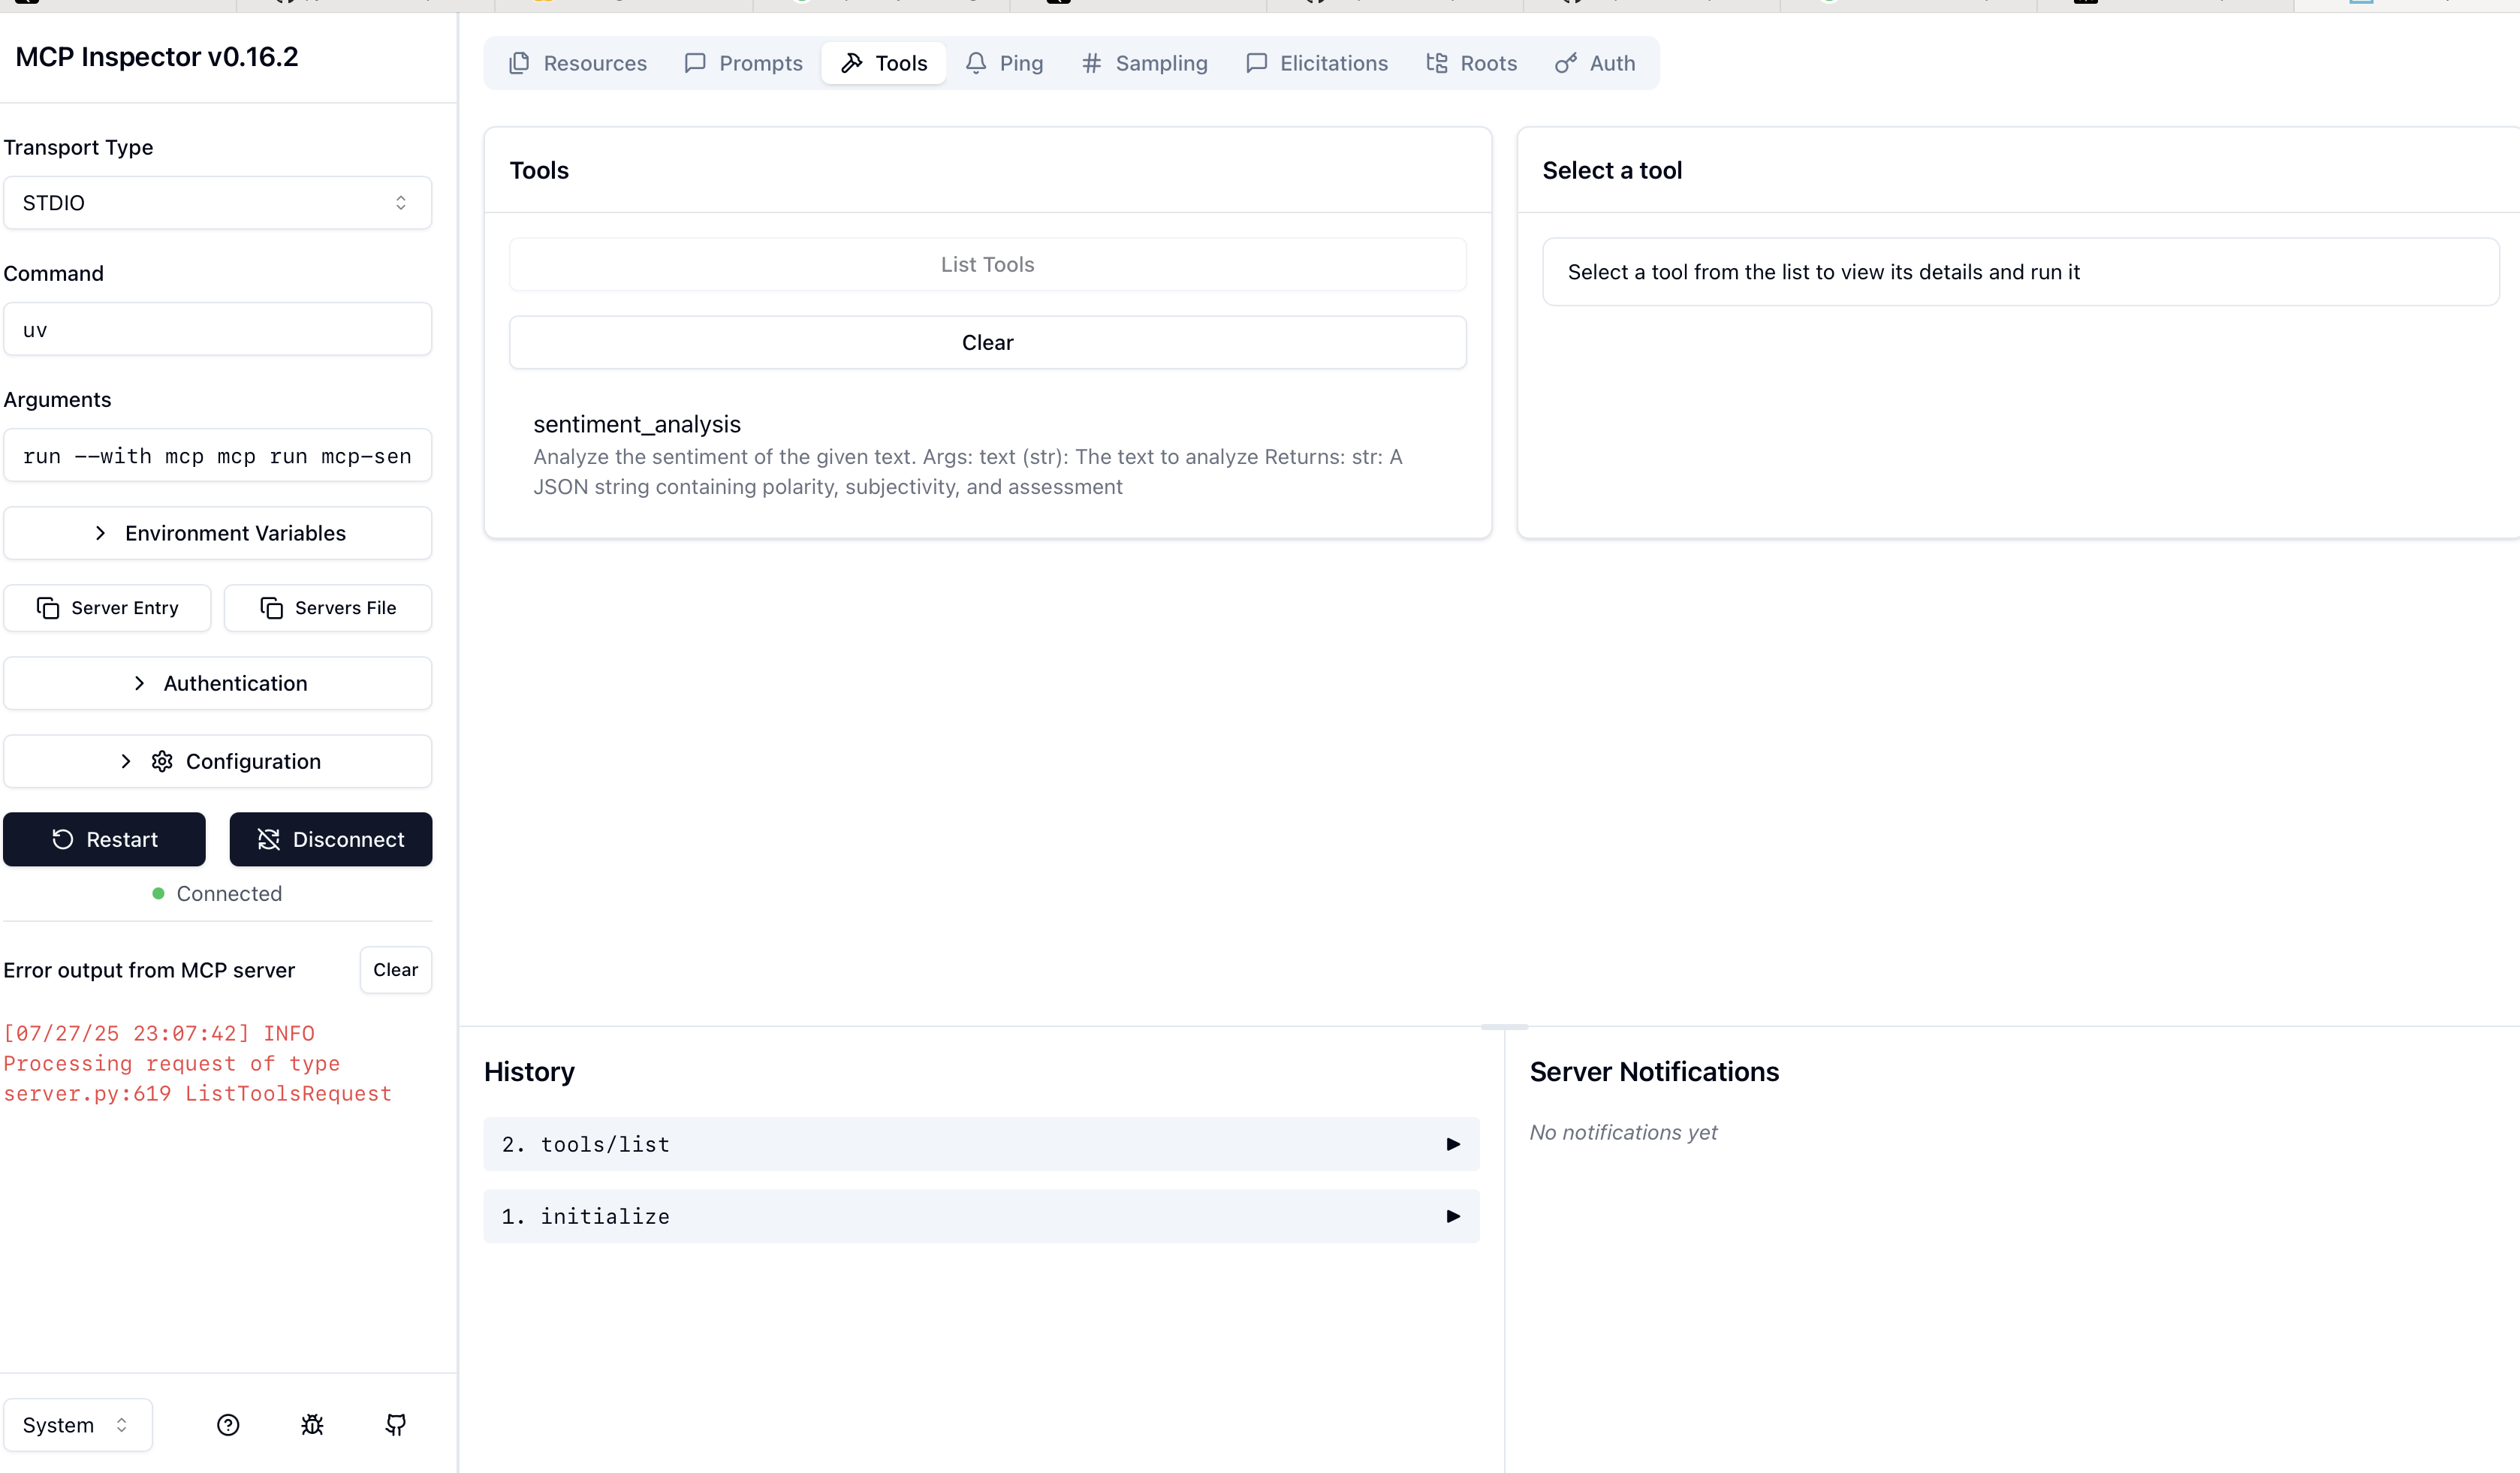 MCP Inspector v0.16.2
Transport Type
STDIO
Command
uv
Arguments
run --with mcp mcp run mcp-sen
Environment Variables
Server Entry
Servers File
Authentication
Configuration
Restart
Disconnect
Connected
Error output from MCP server
Clear
[07/27/25 23:07:42] INFO
Processing request of type
server.py:619 ListToolsRequest
System
Resources
Prompts
Tools
Ping
Sampling
Elicitations
Roots
Auth
Tools
List Tools
Clear
sentiment_analysis
Analyze the sentiment of the given text. Args: text (str): The text to analyze Returns: str: A
JSON string containing polarity, subjectivity, and assessment
Select a tool
Select a tool from the list to view its details and run it
History
2. tools/list
1. initialize
Server Notifications
No notifications yet